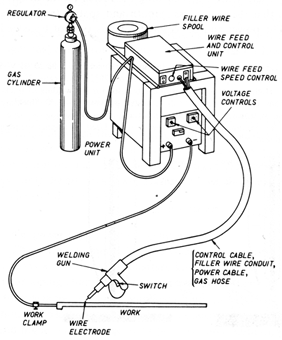 REGULATOR
FILLER WIRE
SPOOL
WIRE FEED
AND CONTROL
UNIT
WIRE FEED
SPEED CONTROL
GAS
CYLINDER
VOLTAGE
CONTROLS
POWER
UNIT
+
-
WELDING
GUN
SWITCH
CONTROL CABLE,
FILLER WIRE CONDUIT,
POWER CABLE,
GAS HOSE
WORK
CLAMP
WIRE
ELECTRODE
WORK